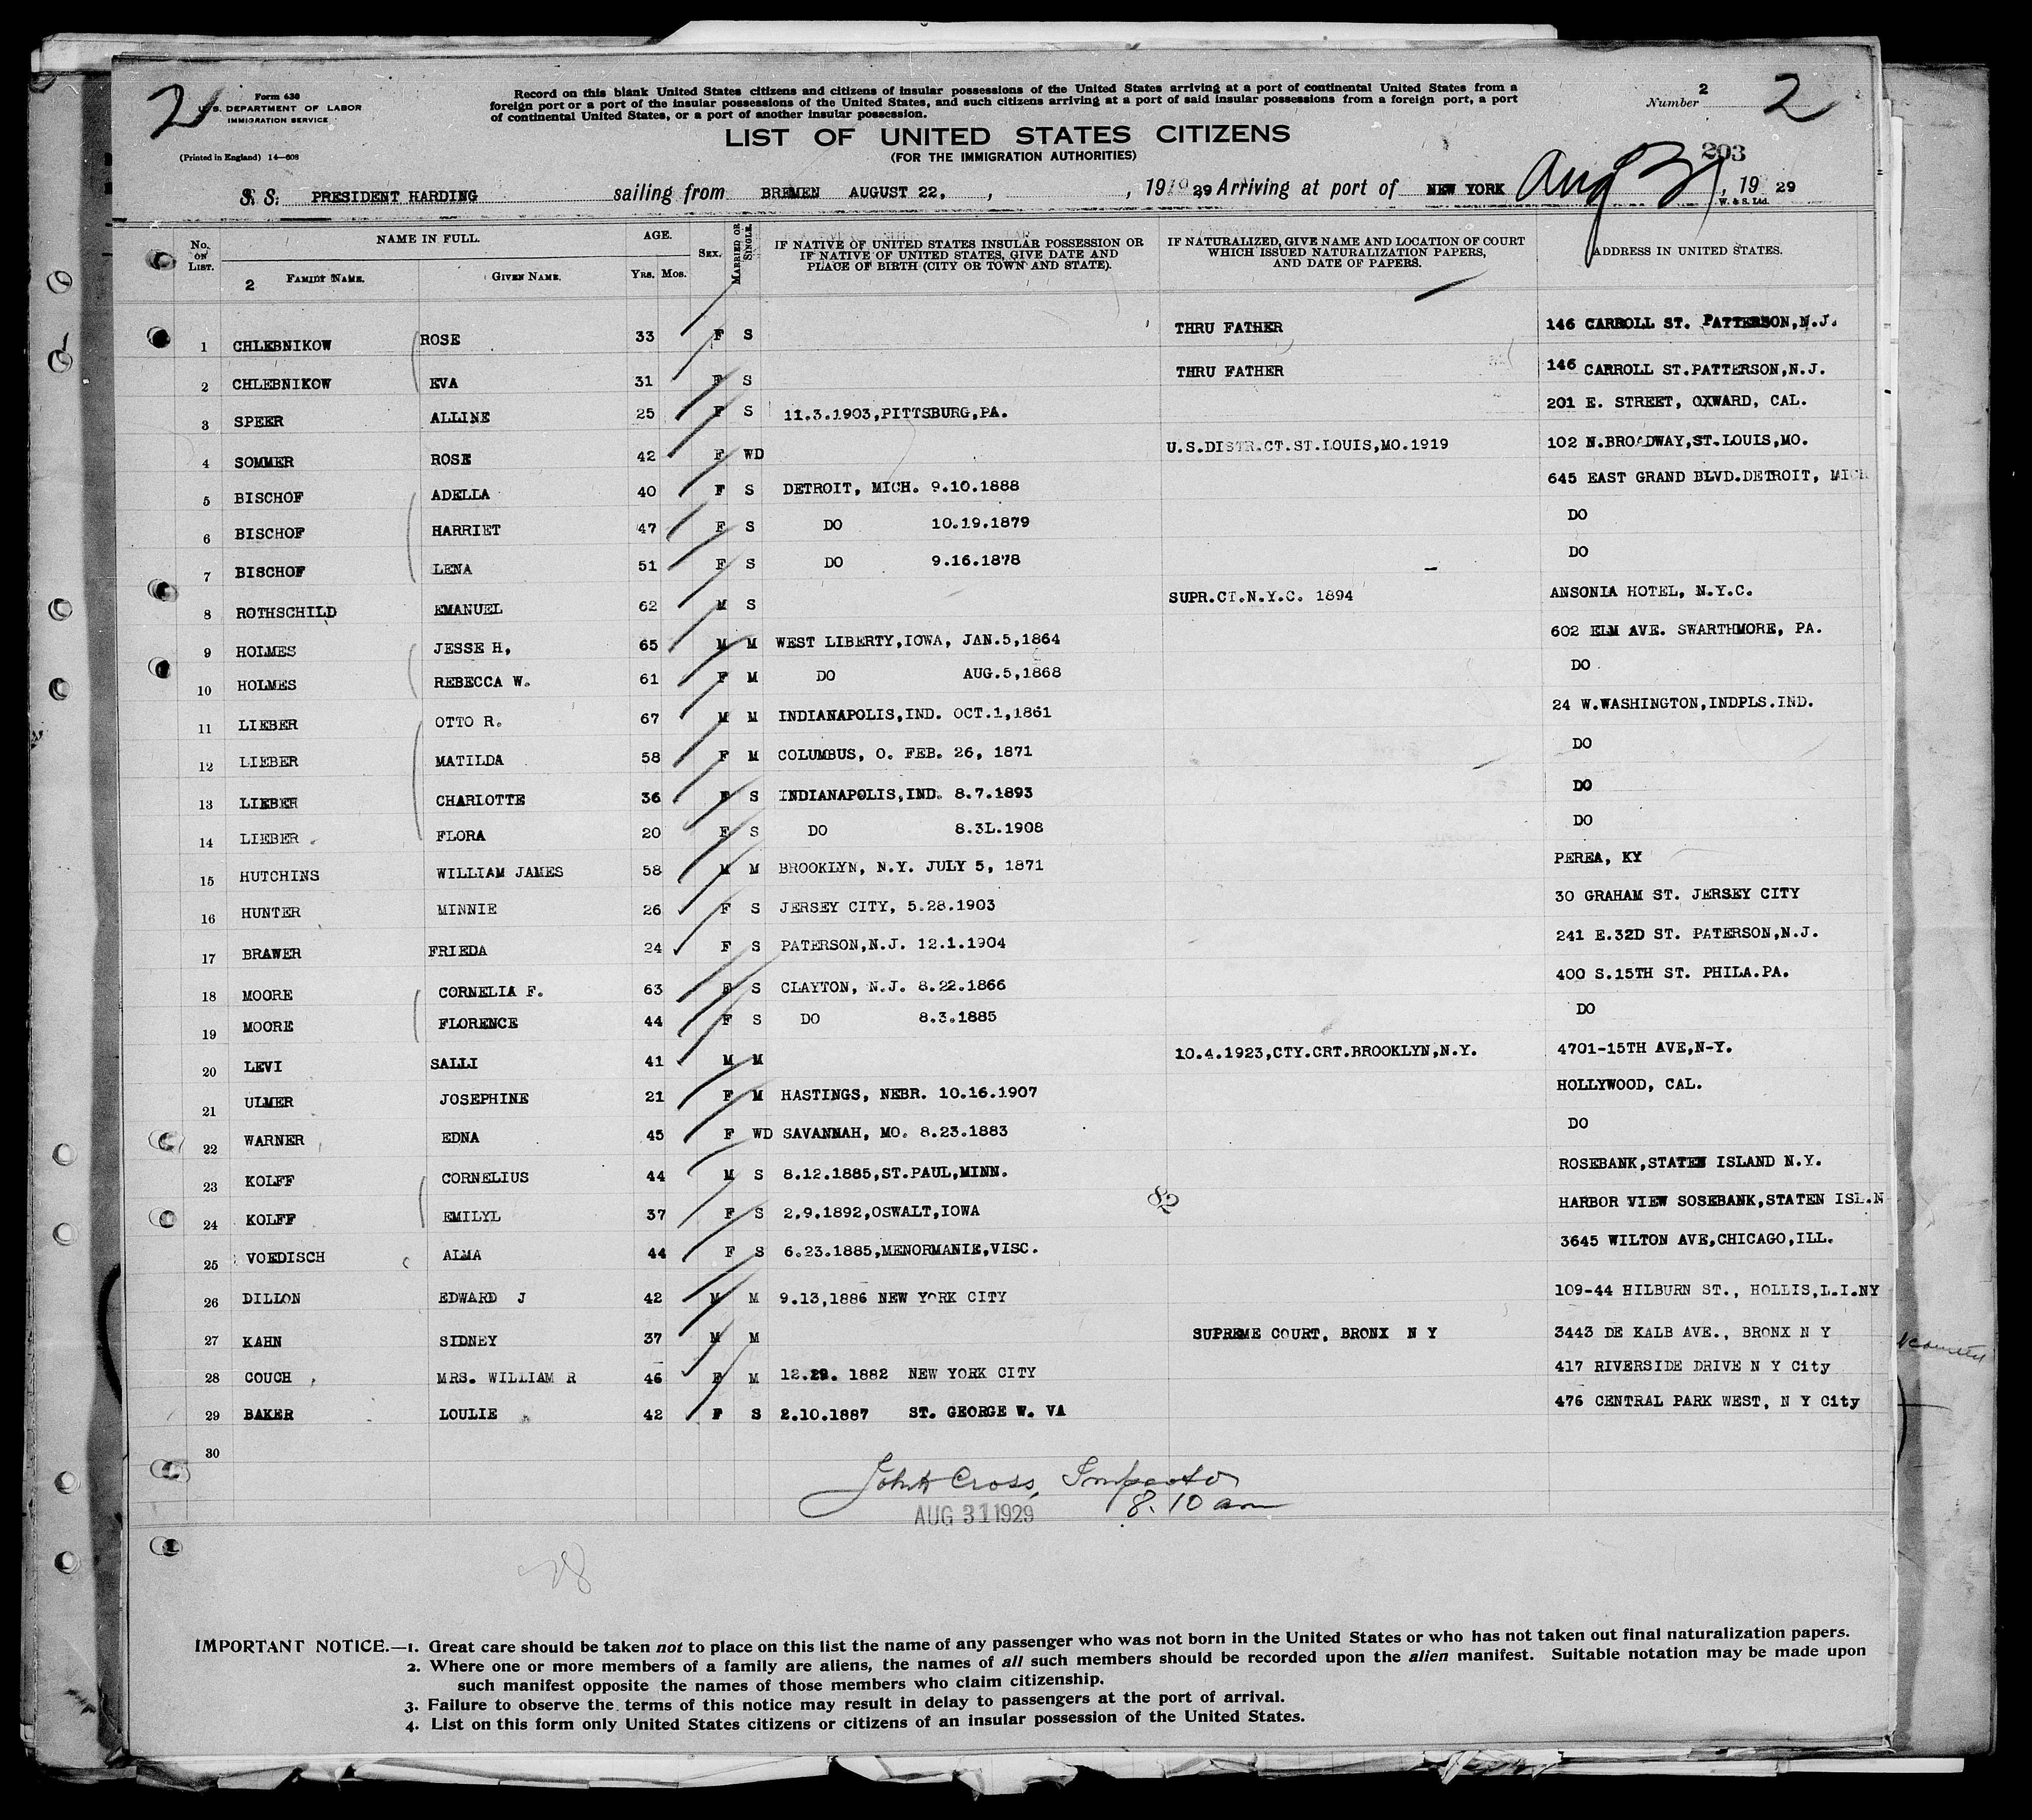 2
Form 630
U.S. DEPARTMENT OF LABOR
IMMIGRATION SERVICE
(Printed in England) 14—608
Record on this blank United States citizens and citizens of insular possessions of the United States arriving at a port of continental United States from a
foreign port or a port of the insular possessions of the United States, and such citizens arriving at a port of said insular possessions from a foreign port, a port
of continental United States, or a port of another insular possession.
2
Number 2
LIST OF UNITED STATES CITIZENS
(FOR THE IMMIGRATION AUTHORITIES)
203
S. S. PRESIDENT HARDING sailing from BREMEN AUGUST 22, , , 19 29 Arriving at port of NEW YORK Aug 31, 19 29
W. & S. Ltd.
No. on List. NAME IN FULL. AGE. Sex. Married or Single. IF NATIVE OF UNITED STATES INSULAR POSSESSION OR IF NATIVE OF UNITED STATES, GIVE DATE AND PLACE OF BIRTH (CITY OR TOWN AND STATE). IF NATURALIZED, GIVE NAME AND LOCATION OF COURT WHICH ISSUED NATURALIZATION PAPERS, AND DATE OF PAPERS. ADDRESS IN UNITED STATES.
2 Family Name. Given Name. Yrs. Mos.
1 CHLEBNIKOW ROSE 33 F S THRU FATHER 146 CARROLL ST. PATTERSON,N.J.
2 CHLEBNIKOW EVA 31 F S THRU FATHER 146 CARROLL ST.PATTERSON,N.J.
3 SPEER ALLINE 25 F S 11.3.1903,PITTSBURG,PA. 201 E. STREET, OXWARD, CAL.
4 SOMMER ROSE 42 F WD U.S.DISTR.CT.ST.LOUIS,MO.1919 102 N.BROADWAY,ST.LOUIS,MO.
5 BISCHOF ADELLA 40 F S DETROIT, MICH. 9.10.1888 645 EAST GRAND BLVD.DETROIT, MICH
6 BISCHOF HARRIET 47 F S DO 10.19.1879 DO
7 BISCHOF LENA 51 F S DO 9.16.1878 DO
8 ROTHSCHILD EMANUEL 62 M S SUPR.CT.N.Y.C. 1894 ANSONIA HOTEL, N.Y.C.
9 HOLMES JESSE H, 65 M M WEST LIBERTY,IOWA, JAN.5,1864 602 ELM AVE. SWARTHMORE, PA.
10 HOLMES REBECCA W. 61 F M DO AUG.5,1868 DO
11 LIEBER OTTO R. 67 M M INDIANAPOLIS,IND. OCT.1,1861 24 W.WASHINGTON,INDPLS.IND.
12 LIEBER MATILDA 58 F M COLUMBUS, O. FEB. 26, 1871 DO
13 LIEBER CHARLOTTE 36 F S INDIANAPOLIS,IND. 8.7.1893 DO
14 LIEBER FLORA 20 F S DO 8.3L.1908 DO
15 HUTCHINS WILLIAM JAMES 58 M M BROOKLYN, N.Y. JULY 5, 1871 PEREA, KY
16 HUNTER MINNIE 26 F S JERSEY CITY, 5.28.1903 30 GRAHAM ST. JERSEY CITY
17 BRAWER FRIEDA 24 F S PATERSON,N.J. 12.1.1904 241 E.32D ST. PATERSON,N.J.
18 MOORE CORNELIA F. 63 F S CLAYTON, N.J. 8.22.1866 400 S.15TH ST. PHILA.PA.
19 MOORE FLORENCE 44 F S DO 8.3.1885 DO
20 LEVI SALLI 41 M M 10.4.1923,CTY.CRT.BROOKLYN,N.Y. 4701-15TH AVE,N-Y.
21 ULMER JOSEPHINE 21 F M HASTINGS, NEBR. 10.16.1907 HOLLYWOOD, CAL.
22 WARNER EDNA 45 F WD SAVANNAH, MO. 8.23.1883 DO
23 KOLFF CORNELIUS 44 M S 8.12.1885,ST.PAUL,MINN. ROSEBANK,STATEN ISLAND N.Y.
24 KOLFF EMILYL 37 F S 2.9.1892,OSWALT,IOWA HARBOR VIEW SOSEBANK,STATEN ISL.N
25 VOEDISCH ALMA 44 F S 6.23.1885,MENORMANIE,VISC. 3645 WILTON AVE,CHICAGO,ILL.
26 DILLON EDWARD J 42 M M 9.13,1886 NEW YORK CITY 109-44 HILBURN ST., HOLLIS,L.I.NY
27 KAHN SIDNEY 37 M M SUPREME COURT, BRONX N Y 3443 DE KALB AVE., BRONX N Y
28 COUCH , MRS. WILLIAM R 46 F M 12.29. 1882 NEW YORK CITY 417 RIVERSIDE DRIVE N Y City
29 BAKER LOULIE 42 F S 2.10.1887 ST. GEORGE W. VA 476 CENTRAL PARK WEST, N Y City
30
John Cross,
8.10 am
AUG 31 1929
28
IMPORTANT NOTICE.—1. Great care should be taken not to place on this list the name of any passenger who was not born in the United States or who has not taken out final naturalization papers.
2. Where one or more members of a family are aliens, the names of all such members should be recorded upon the alien manifest. Suitable notation may be made upon
such manifest opposite the names of those members who claim citizenship.
3. Failure to observe the terms of this notice may result in delay to passengers at the port of arrival.
4. List on this form only United States citizens or citizens of an insular possession of the United States.